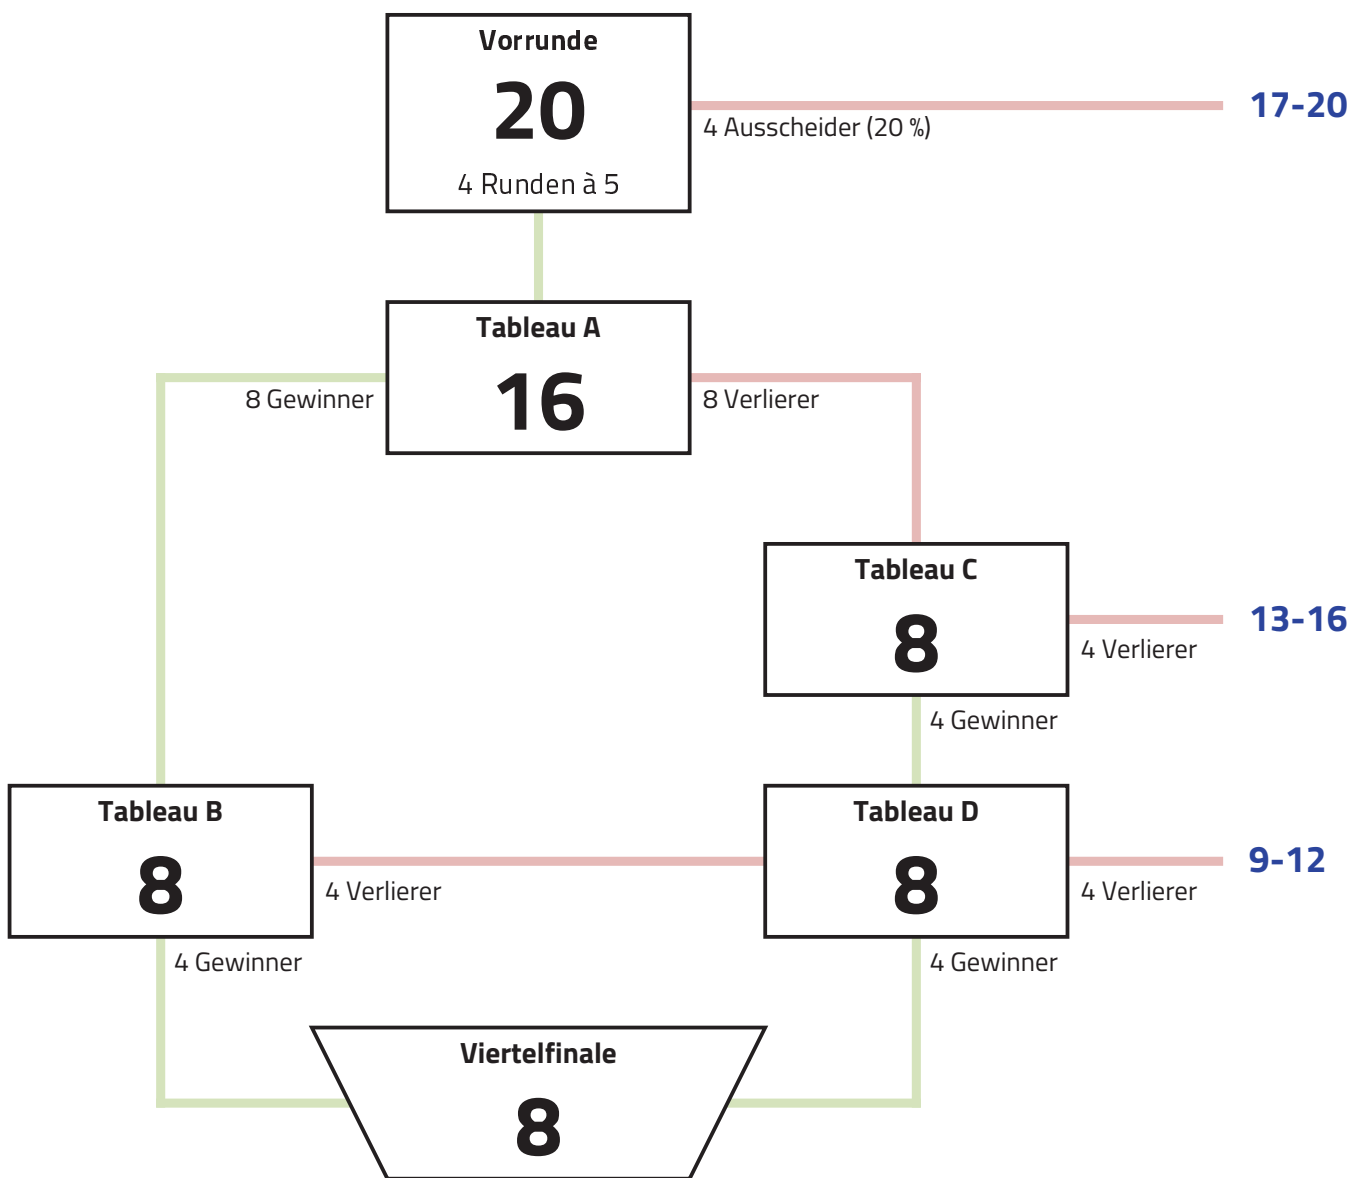 Vorrunde
20
4 Runden à 5
17-20
4 Ausscheider (20 %)
Tableau A
16
8 Gewinner
8 Verlierer
Tableau C
8
13-16
4 Verlierer
4 Gewinner
Tableau B
8
4 Verlierer
4 Gewinner
Tableau D
8
9-12
4 Verlierer
4 Gewinner
Viertelfinale
8